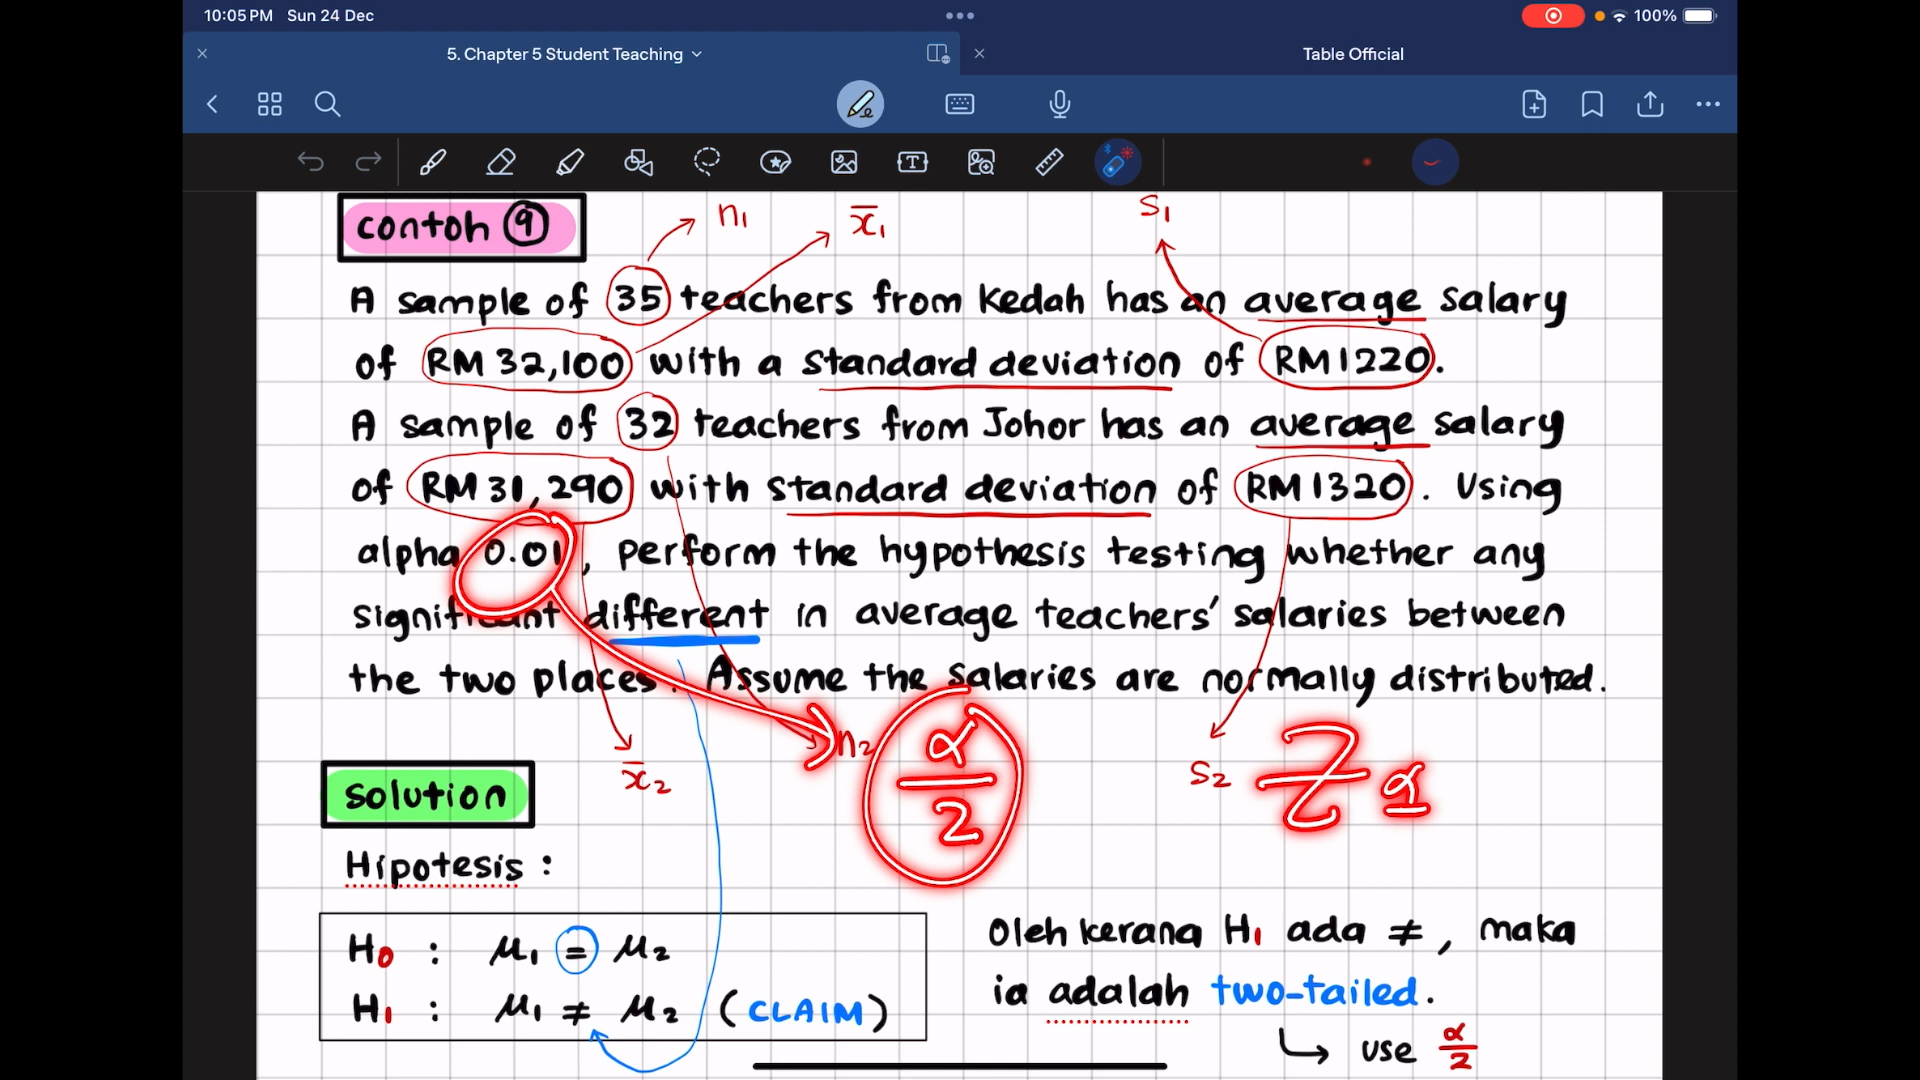 10:05 PM Sun 24 Dec
100%
5. Chapter 5 Student Teaching
Table Official
contoh 9
n1
x̄1
s1
A sample of 35 teachers from Kedah has an average salary
of RM 32,100 with a standard deviation of RM1220.
A sample of 32 teachers from Johor has an average salary
of RM 31,290 with standard deviation of RM1320. Using
alpha 0.01, perform the hypothesis testing whether any
significant different in average teachers' salaries between
the two places. Assume the salaries are normally distributed.
x̄2
n2
α/2
s2
Z α
solution
Hipotesis :
H0 : μ1 = μ2
H1 : μ1 ≠ μ2 (CLAIM)
Oleh kerana H1 ada ≠, maka
ia adalah two-tailed.
use α/2